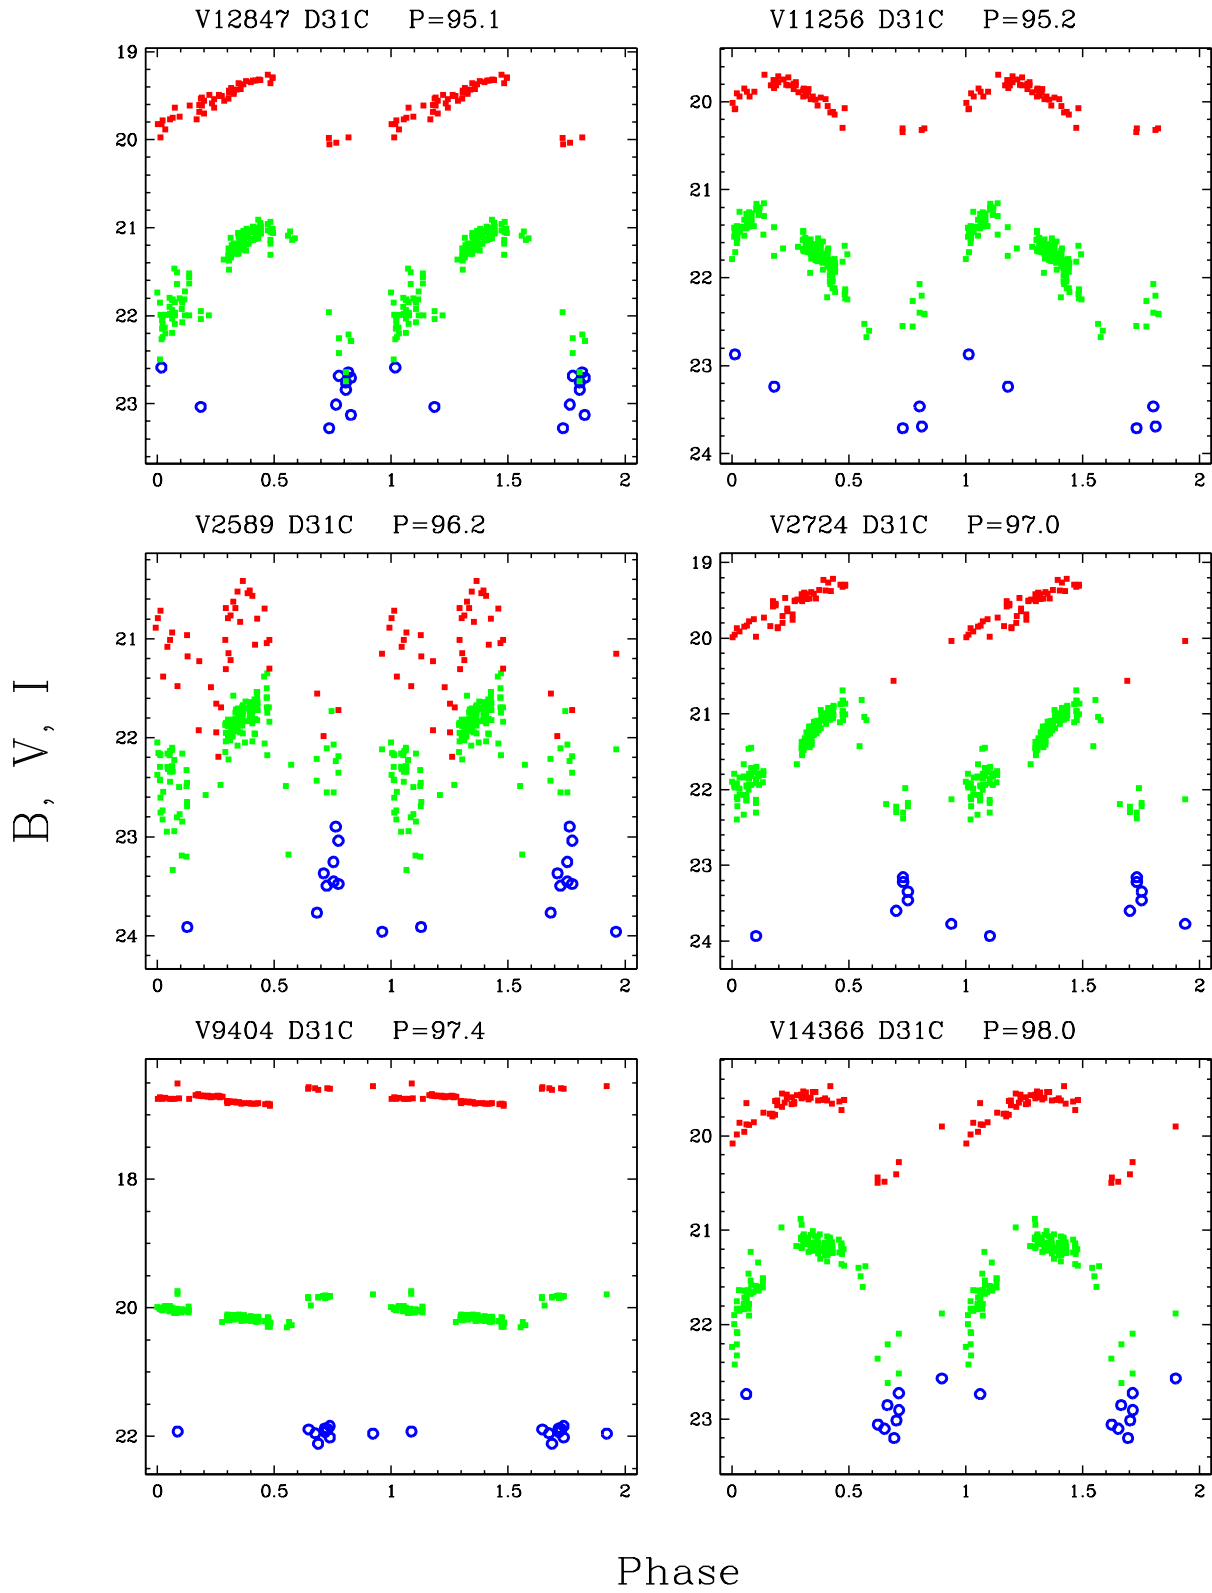 V12847 D31C P=95.1
19
20
21
22
23
0 0.5 1 1.5 2
V11256 D31C P=95.2
20
21
22
23
24
0 0.5 1 1.5 2
V2589 D31C P=96.2
21
22
23
24
0 0.5 1 1.5 2
V2724 D31C P=97.0
19
20
21
22
23
24
0 0.5 1 1.5 2
V9404 D31C P=97.4
18
20
22
0 0.5 1 1.5 2
V14366 D31C P=98.0
20
21
22
23
0 0.5 1 1.5 2
B, V, I
Phase